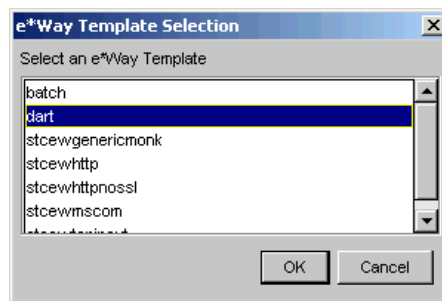 e*Way Template Selection
Select an e*Way Template
batch
dart
stcewgenericmonk
stcewhttp
stcewhttpnossl
stcewmscom
OK
Cancel